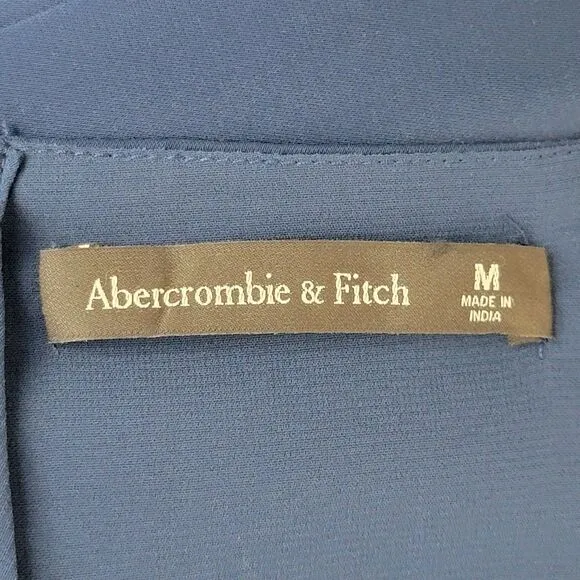 Abercrombie & Fitch
M
MADE IN
INDIA